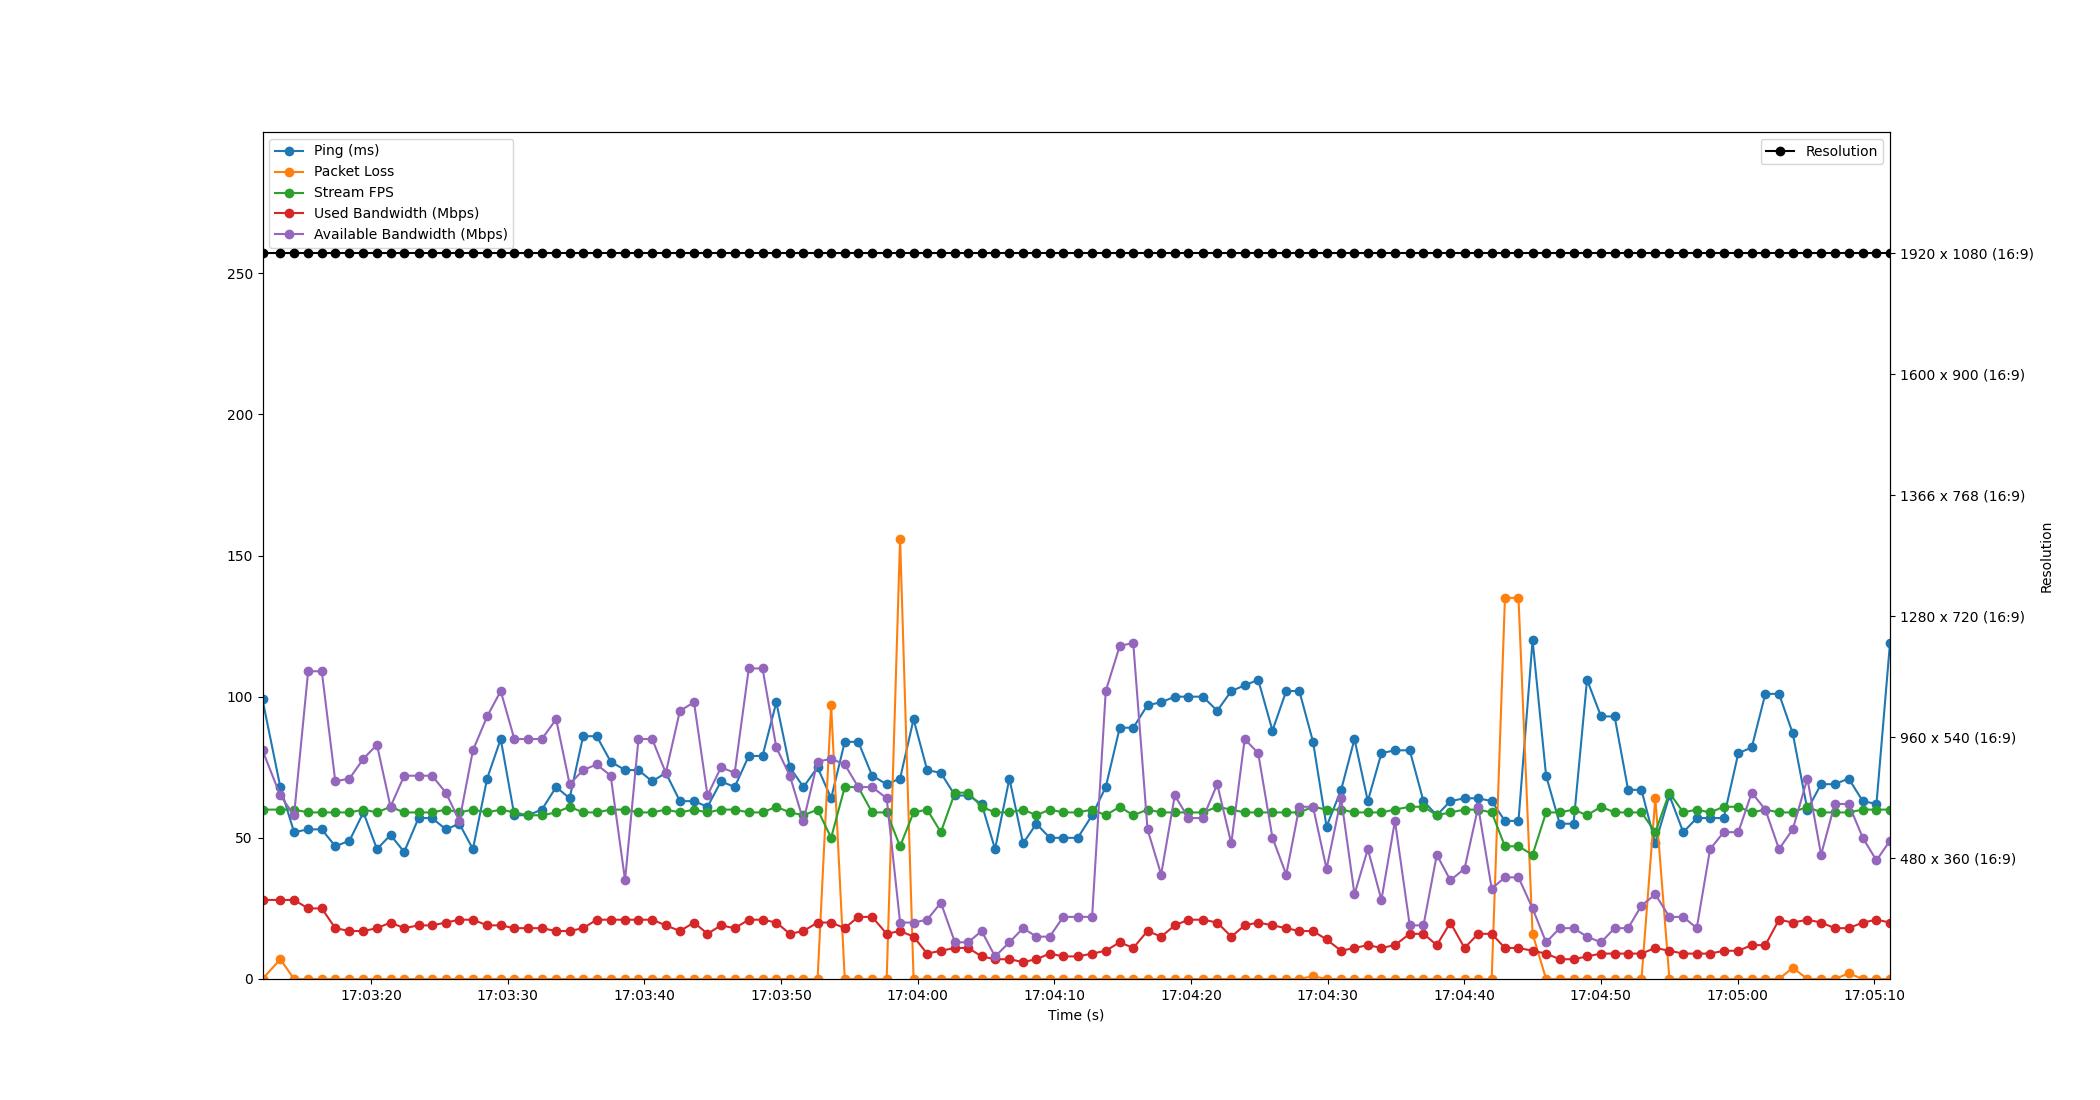 Ping (ms)
Packet Loss
Stream FPS
Used Bandwidth (Mbps)
Available Bandwidth (Mbps)
Resolution
250
200
150
100
50
0
1920 x 1080 (16:9)
1600 x 900 (16:9)
1366 x 768 (16:9)
1280 x 720 (16:9)
960 x 540 (16:9)
480 x 360 (16:9)
Resolution
17:03:20 17:03:30 17:03:40 17:03:50 17:04:00 17:04:10 17:04:20 17:04:30 17:04:40 17:04:50 17:05:00 17:05:10
Time (s)